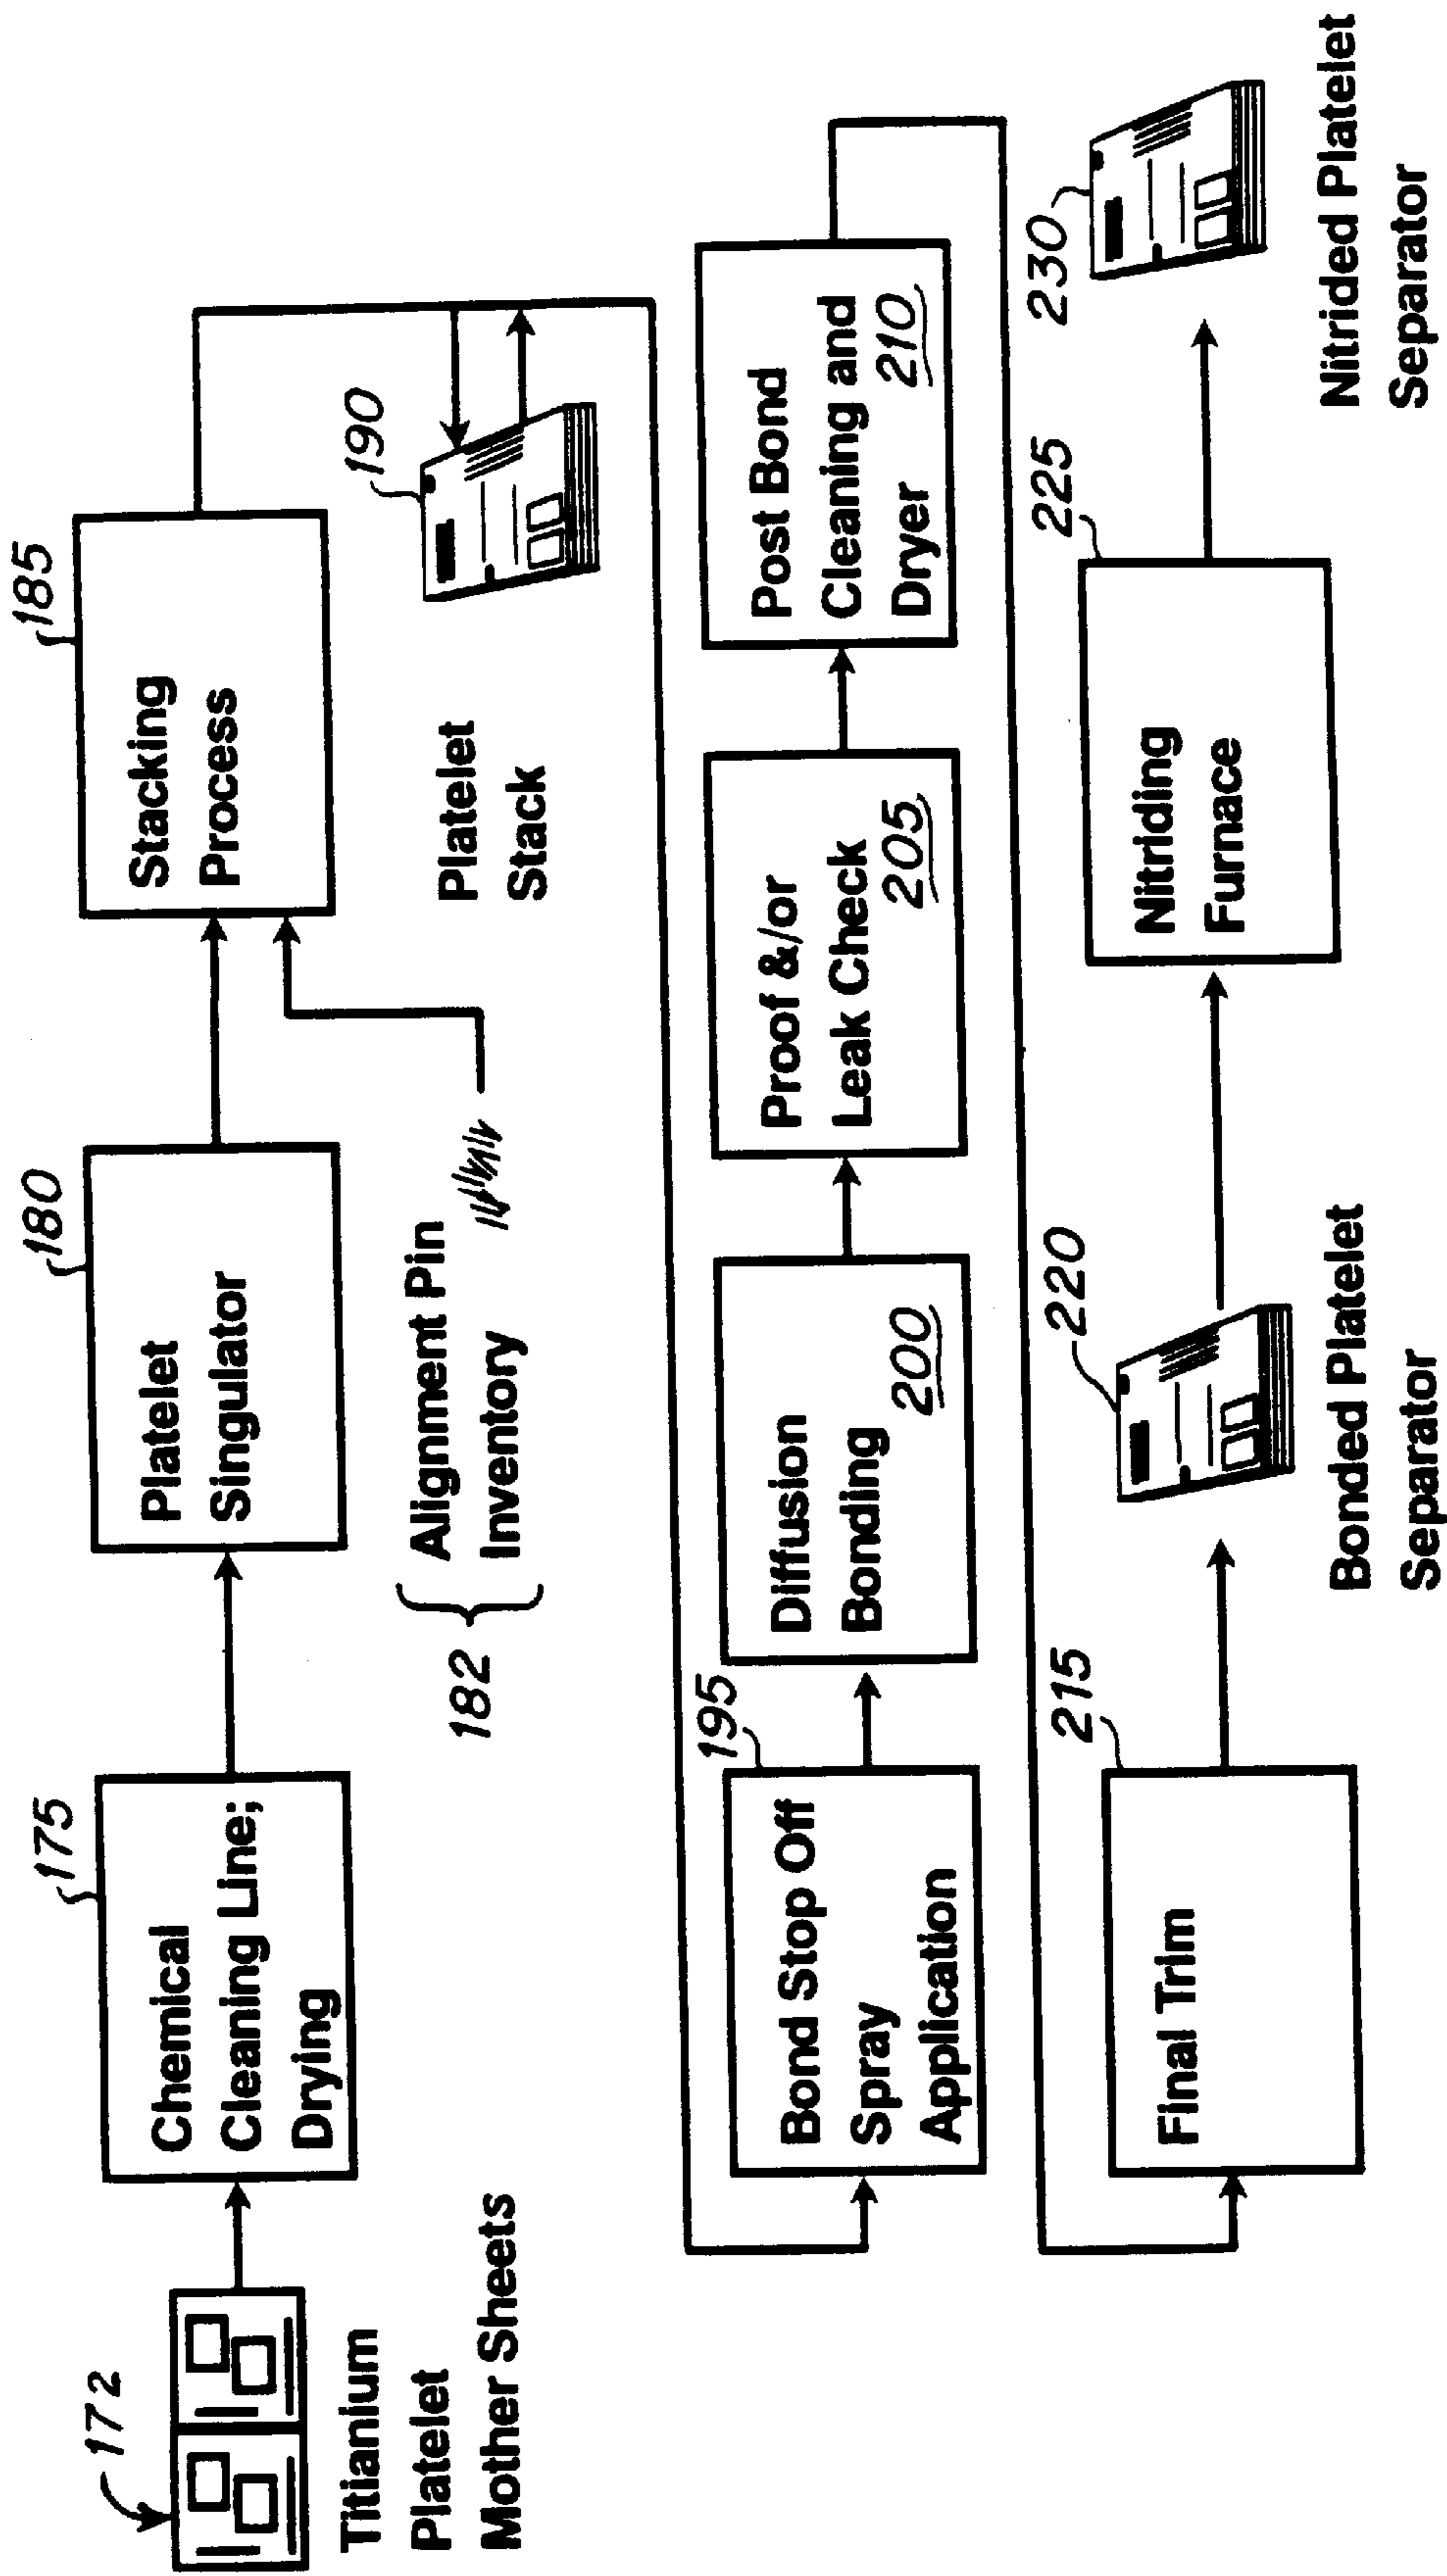 172
Titianium
Platelet
Mother Sheets
175
Chemical
Cleaning Line;
Drying
180
Platelet
Singulator
182
Alignment Pin
Inventory
185
Stacking
Process
190
Platelet
Stack
195
Bond Stop Off
Spray
Application
Diffusion
Bonding
200
Proof &/or
Leak Check
205
Post Bond
Cleaning and
Dryer 210
215
Final Trim
220
Bonded Platelet
Separator
225
Nitriding
Furnace
230
Nitrided Platelet
Separator